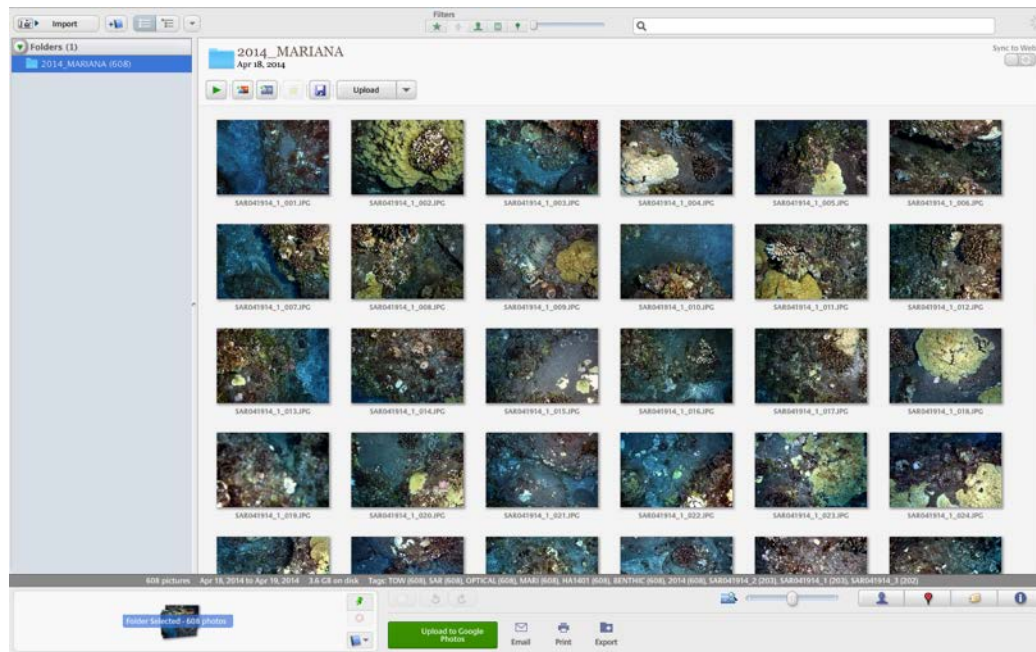 Import
Filters
Folders (1)
2014_MARIANA (608)
2014_MARIANA
Apr 18, 2014
Sync to Web
Upload
SAR041914_1_001.JPG SAR041914_1_002.JPG SAR041914_1_003.JPG SAR041914_1_004.JPG SAR041914_1_005.JPG SAR041914_1_006.JPG
SAR041914_1_007.JPG SAR041914_1_008.JPG SAR041914_1_009.JPG SAR041914_1_010.JPG SAR041914_1_011.JPG SAR041914_1_012.JPG
SAR041914_1_013.JPG SAR041914_1_014.JPG SAR041914_1_015.JPG SAR041914_1_016.JPG SAR041914_1_017.JPG SAR041914_1_018.JPG
SAR041914_1_019.JPG SAR041914_1_020.JPG SAR041914_1_021.JPG SAR041914_1_022.JPG SAR041914_1_023.JPG SAR041914_1_024.JPG
608 pictures Apr 18, 2014 to Apr 19, 2014 3.6 GB on disk Tags: TOW (608), SAR (608), OPTICAL (608), MARI (608), HA1401 (608), BENTHIC (608), 2014 (608), SAR041914_2 (203), SAR041914_1 (203), SAR041914_3 (202)
Folder Selected - 608 photos
Upload to Google
Photos
Email Print Export